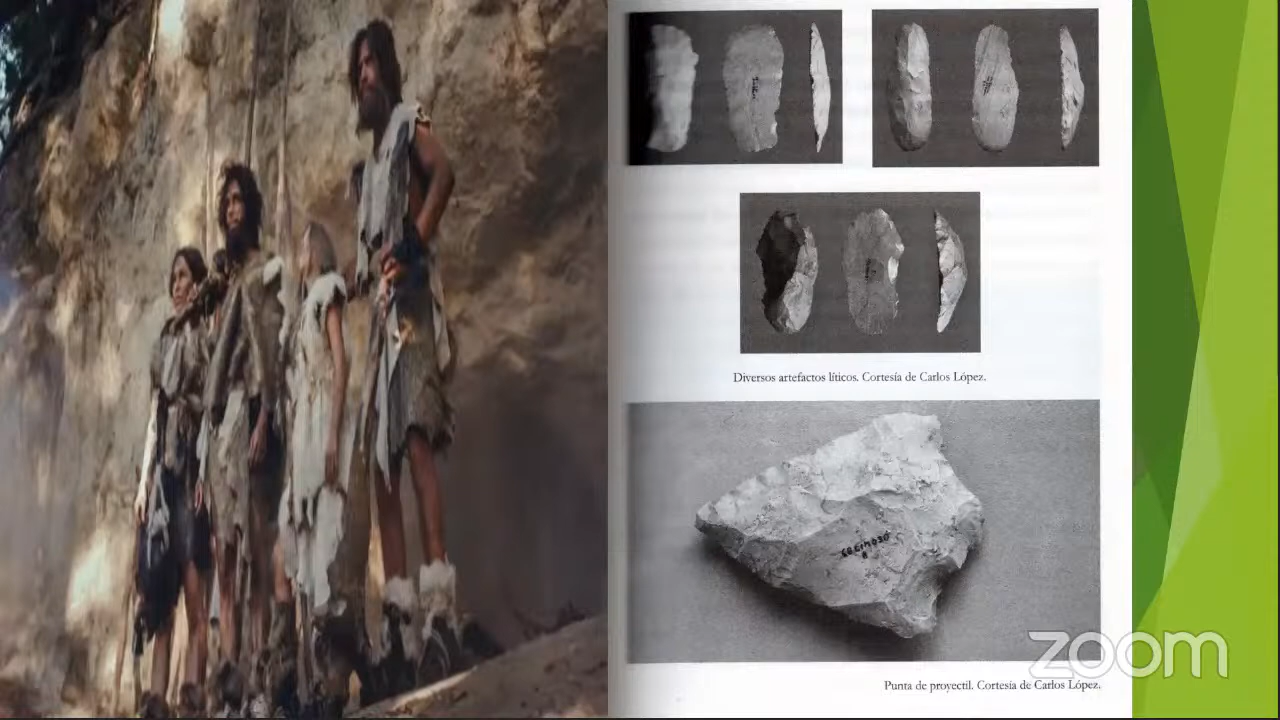 Diversos artefactos líticos. Cortesía de Carlos López.
Punta de proyectil. Cortesía de Carlos López.
zoom